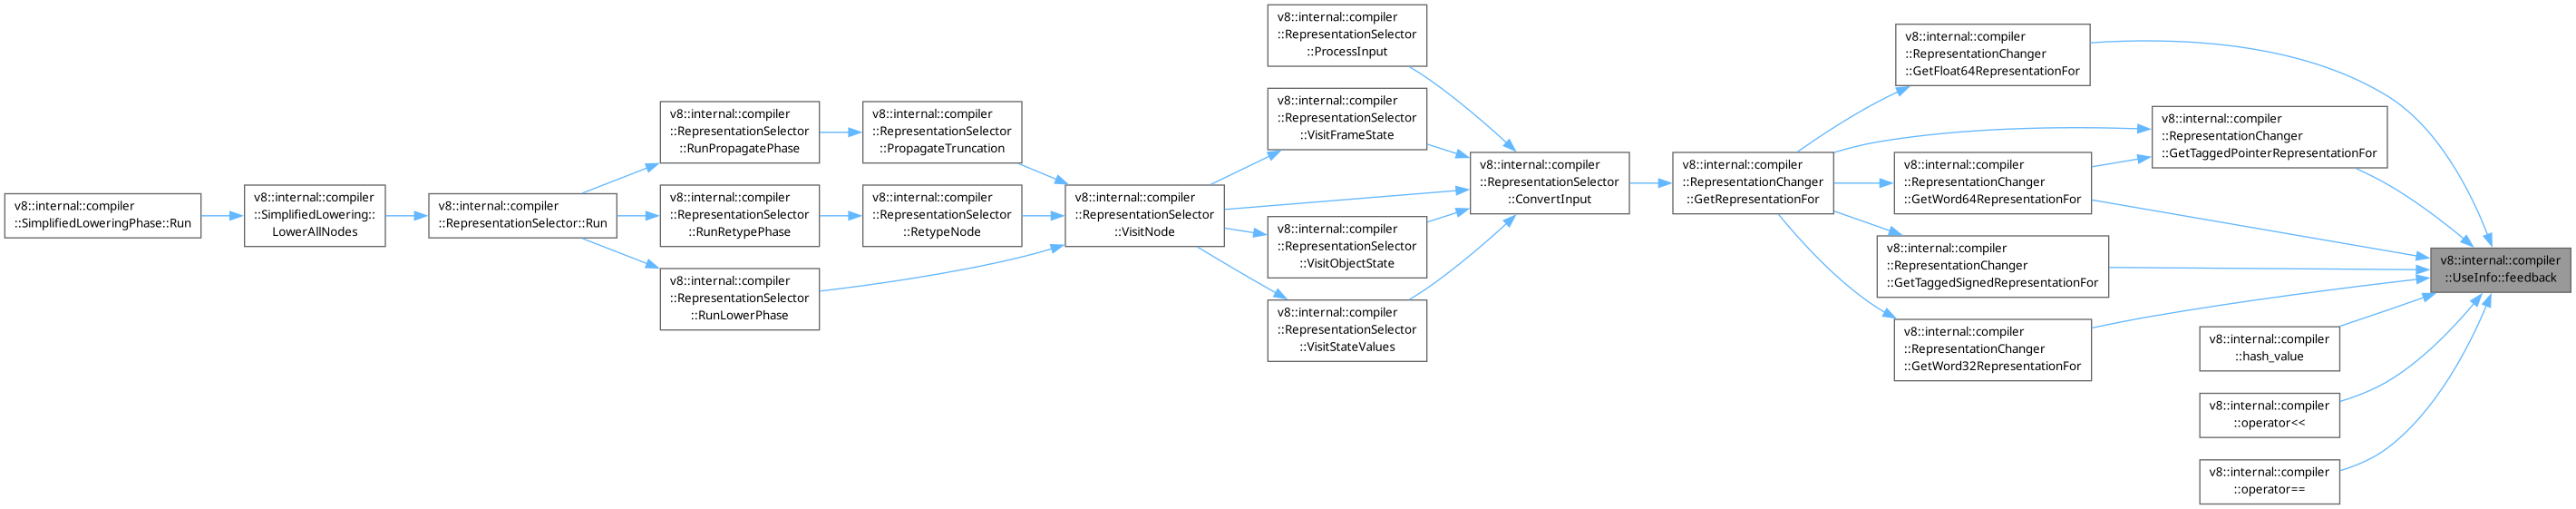 v8::internal::compiler
::SimplifiedLoweringPhase::Run
v8::internal::compiler
::SimplifiedLowering::
LowerAllNodes
v8::internal::compiler
::RepresentationSelector::Run
v8::internal::compiler
::RepresentationSelector
::RunPropagatePhase
v8::internal::compiler
::RepresentationSelector
::RunRetypePhase
v8::internal::compiler
::RepresentationSelector
::RunLowerPhase
v8::internal::compiler
::RepresentationSelector
::PropagateTruncation
v8::internal::compiler
::RepresentationSelector
::RetypeNode
v8::internal::compiler
::RepresentationSelector
::VisitNode
v8::internal::compiler
::RepresentationSelector
::ProcessInput
v8::internal::compiler
::RepresentationSelector
::VisitFrameState
v8::internal::compiler
::RepresentationSelector
::VisitObjectState
v8::internal::compiler
::RepresentationSelector
::VisitStateValues
v8::internal::compiler
::RepresentationSelector
::ConvertInput
v8::internal::compiler
::RepresentationChanger
::GetRepresentationFor
v8::internal::compiler
::RepresentationChanger
::GetFloat64RepresentationFor
v8::internal::compiler
::RepresentationChanger
::GetTaggedPointerRepresentationFor
v8::internal::compiler
::RepresentationChanger
::GetWord64RepresentationFor
v8::internal::compiler
::RepresentationChanger
::GetTaggedSignedRepresentationFor
v8::internal::compiler
::RepresentationChanger
::GetWord32RepresentationFor
v8::internal::compiler
::hash_value
v8::internal::compiler
::operator<<
v8::internal::compiler
::operator==
v8::internal::compiler
::UseInfo::feedback